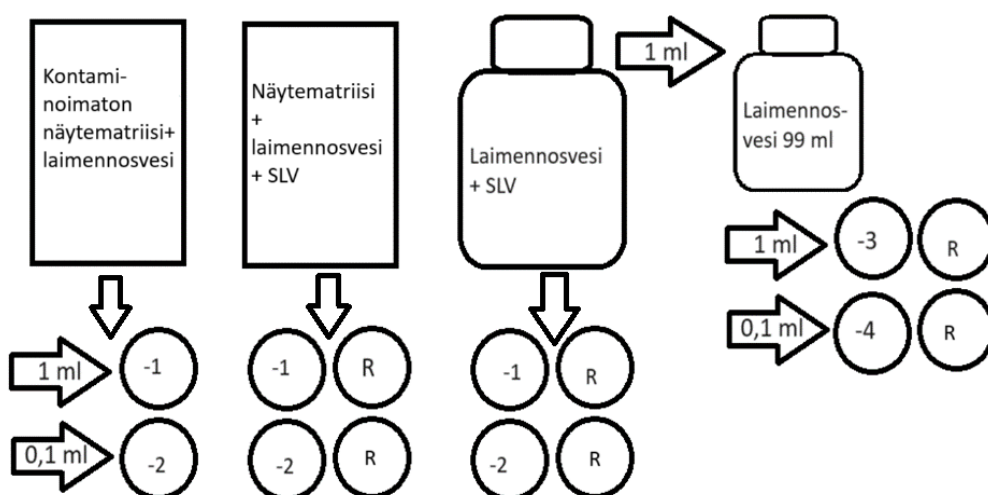 Kontami-
noimaton
näytematriisi+
laimennosvesi
Näytematriisi
+
laimennosvesi
+ SLV
Laimennosvesi
+ SLV
1 ml
Laimennos-
vesi 99 ml
1 ml
-3
R
0,1 ml
-4
R
1 ml
-1
-1
R
-1
R
0,1 ml
-2
-2
R
-2
R